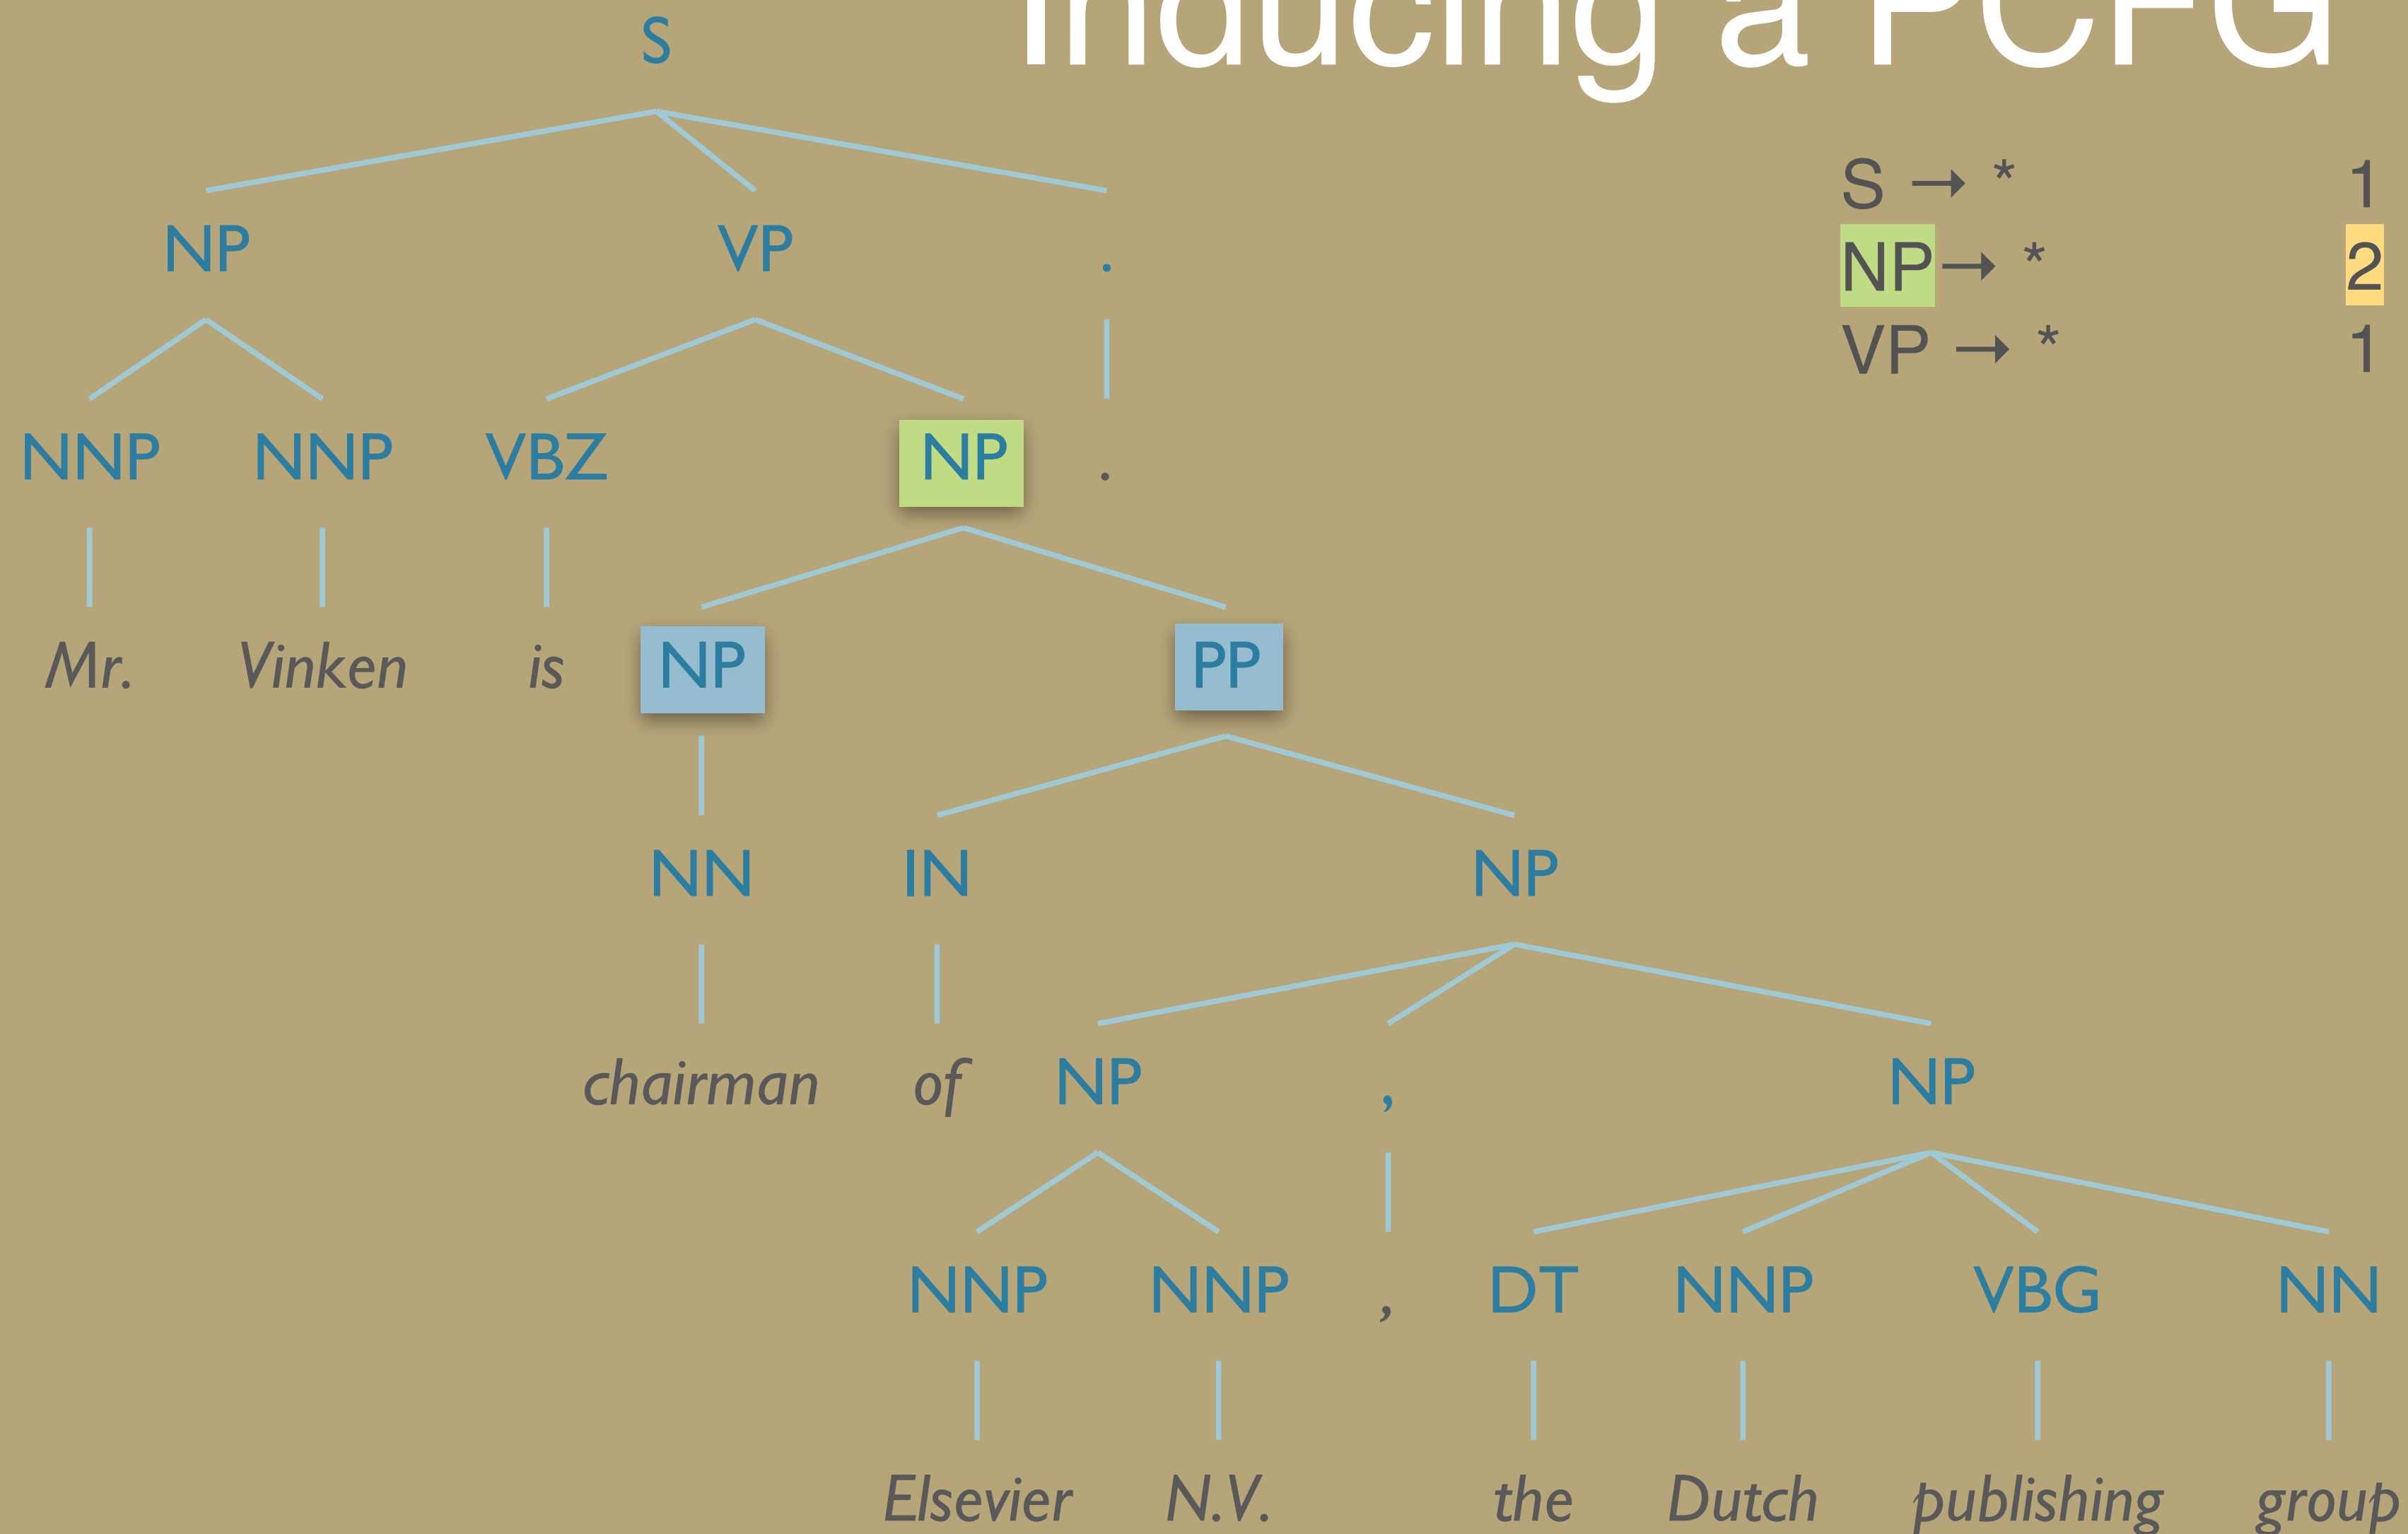 Inducing a PCFG
S
S → * 1
NP VP .
NP → * 2
VP → * 1
NNP NNP VBZ NP .
Mr. Vinken is NP PP
NN IN NP
chairman of NP , NP
NNP NNP , DT NNP VBG NN
Elsevier N.V. the Dutch publishing group